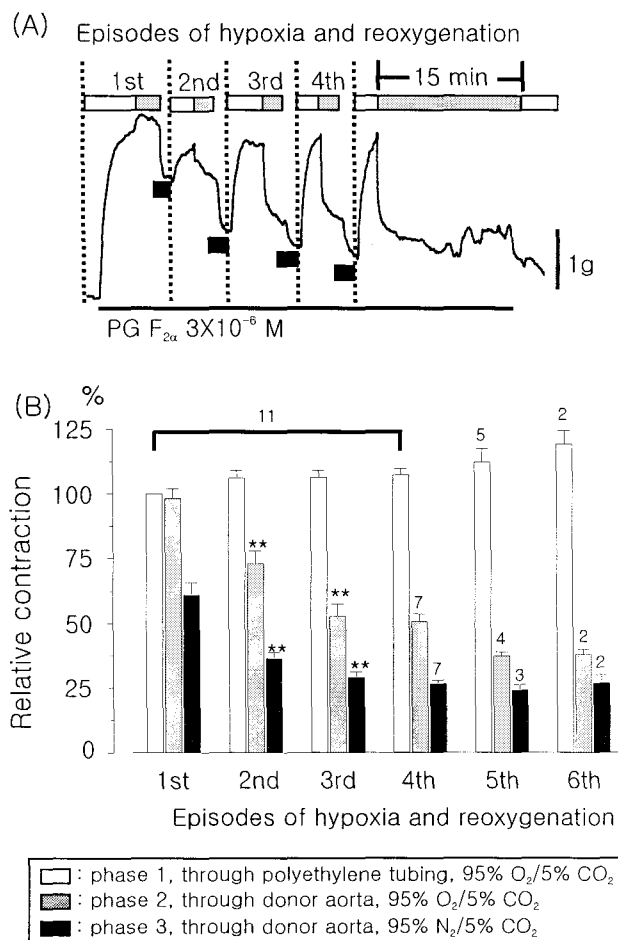 (A) Episodes of hypoxia and reoxygenation
1st 2nd 3rd 4th 15 min
1g
PG F₂α 3X10⁻⁶ M
(B) %
11 5 2
125
100
75
50
25
0
Relative contraction
** ** ** ** 7 7 4 3 2 2
1st 2nd 3rd 4th 5th 6th
Episodes of hypoxia and reoxygenation
: phase 1, through polyethylene tubing, 95% O₂/5% CO₂
: phase 2, through donor aorta, 95% O₂/5% CO₂
: phase 3, through donor aorta, 95% N₂/5% CO₂